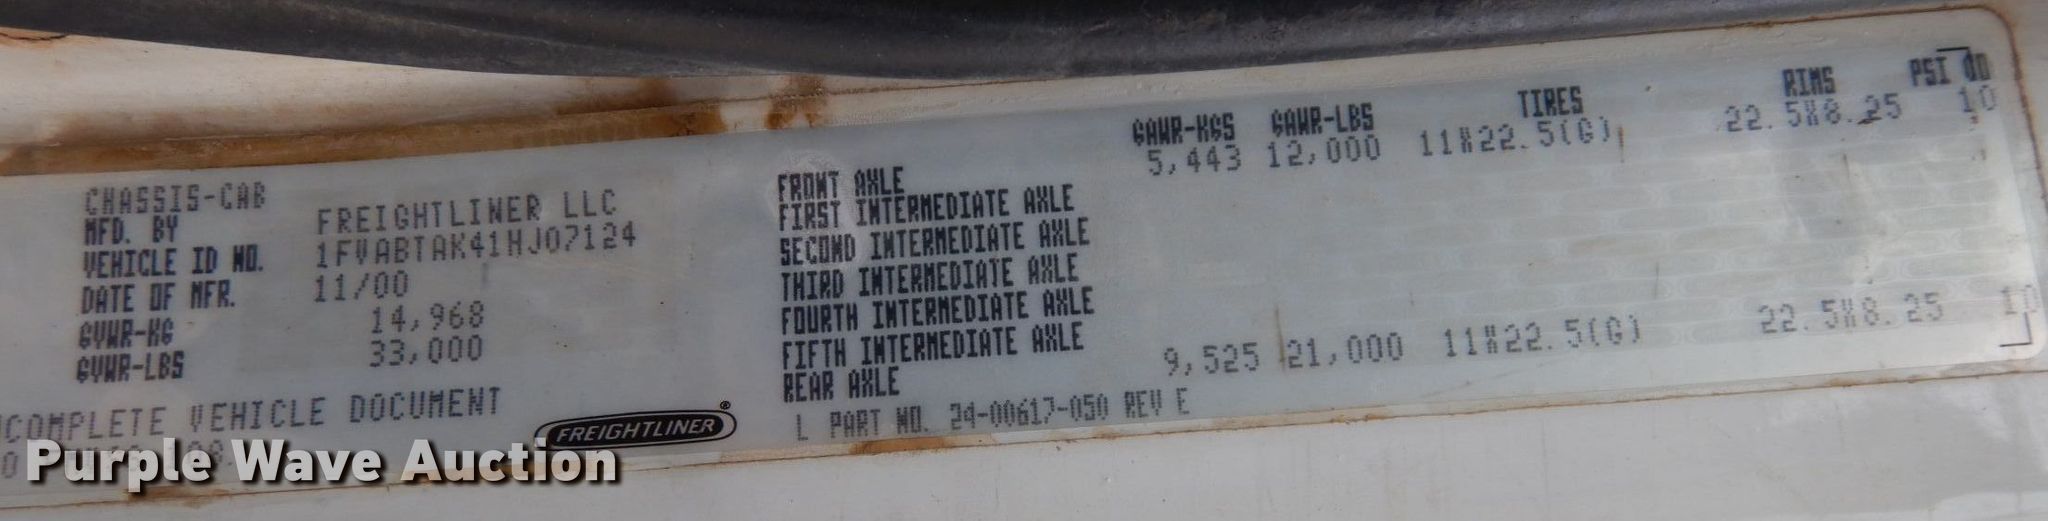 CHASSIS-CAB
MFD. BY FREIGHTLINER LLC
VEHICLE ID NO. 1FVABTAK41HJ07124
DATE OF MFR. 11/00
GVWR-KG 14,968
GVWR-LBS 33,000
NCOMPLETE VEHICLE DOCUMENT
FREIGHTLINER®
GAWR-KGS GAWR-LBS TIRES RIMS PSI
FRONT AXLE 5,443 12,000 11X22.5(G) 22.5X8.25 10
FIRST INTERMEDIATE AXLE
SECOND INTERMEDIATE AXLE
THIRD INTERMEDIATE AXLE
FOURTH INTERMEDIATE AXLE
FIFTH INTERMEDIATE AXLE
REAR AXLE 9,525 21,000 11X22.5(G) 22.5X8.25 10
L PART NO. 24-00617-050 REV E
Purple Wave Auction